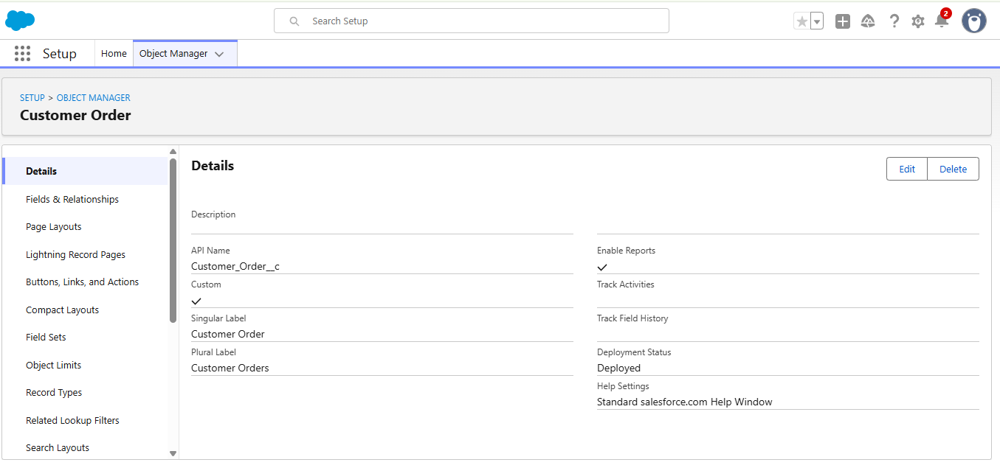 Search Setup
2
Setup
Home
Object Manager
SETUP > OBJECT MANAGER
Customer Order
Details
Fields & Relationships
Page Layouts
Lightning Record Pages
Buttons, Links, and Actions
Compact Layouts
Field Sets
Object Limits
Record Types
Related Lookup Filters
Search Layouts
Details
Edit
Delete
Description
API Name
Customer_Order__c
Custom
Singular Label
Customer Order
Plural Label
Customer Orders
Enable Reports
Track Activities
Track Field History
Deployment Status
Deployed
Help Settings
Standard salesforce.com Help Window